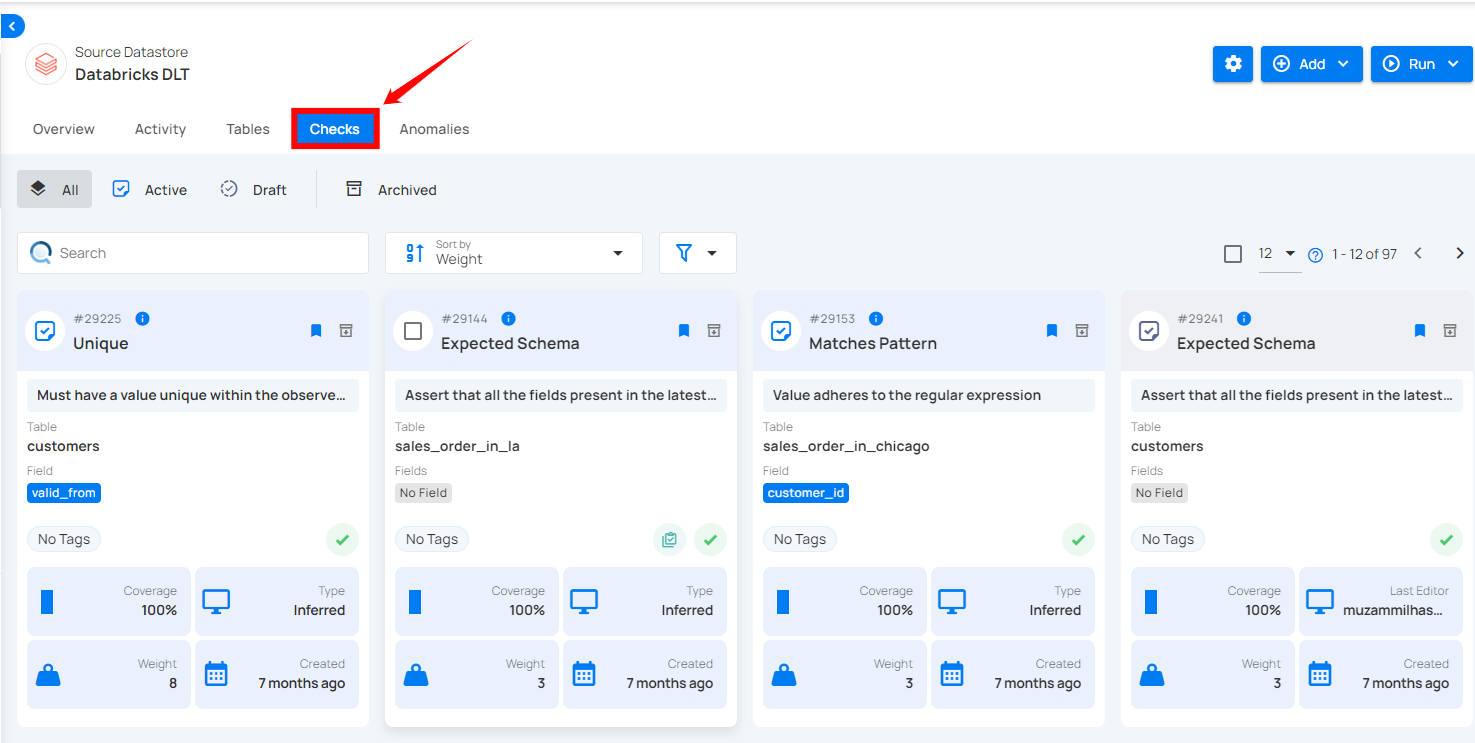 Source Datastore
Databricks DLT
Add
Run
Overview
Activity
Tables
Checks
Anomalies
All
Active
Draft
Archived
Search
Sort by
Weight
12
1 - 12 of 97
#29225
Unique
Must have a value unique within the observe...
Table
customers
Field
valid_from
No Tags
Coverage
100%
Type
Inferred
Weight
8
Created
7 months ago
#29144
Expected Schema
Assert that all the fields present in the latest...
Table
sales_order_in_la
Fields
No Field
No Tags
Coverage
100%
Type
Inferred
Weight
3
Created
7 months ago
#29153
Matches Pattern
Value adheres to the regular expression
Table
sales_order_in_chicago
Field
customer_id
No Tags
Coverage
100%
Type
Inferred
Weight
3
Created
7 months ago
#29241
Expected Schema
Assert that all the fields present in the latest...
Table
customers
Fields
No Field
No Tags
Coverage
100%
Last Editor
muzammilhas...
Weight
3
Created
7 months ago